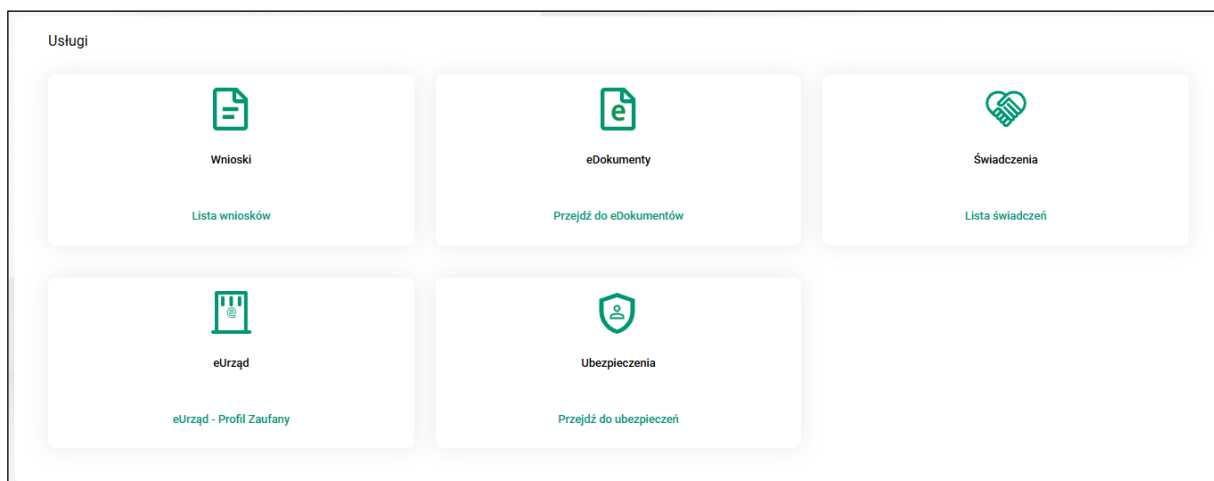 Usługi
Wnioski
eDokumenty
Świadczenia
Lista wniosków
Przejdź do eDokumentów
Lista świadczeń
eUrząd
Ubezpieczenia
eUrząd - Profil Zaufany
Przejdź do ubezpieczeń